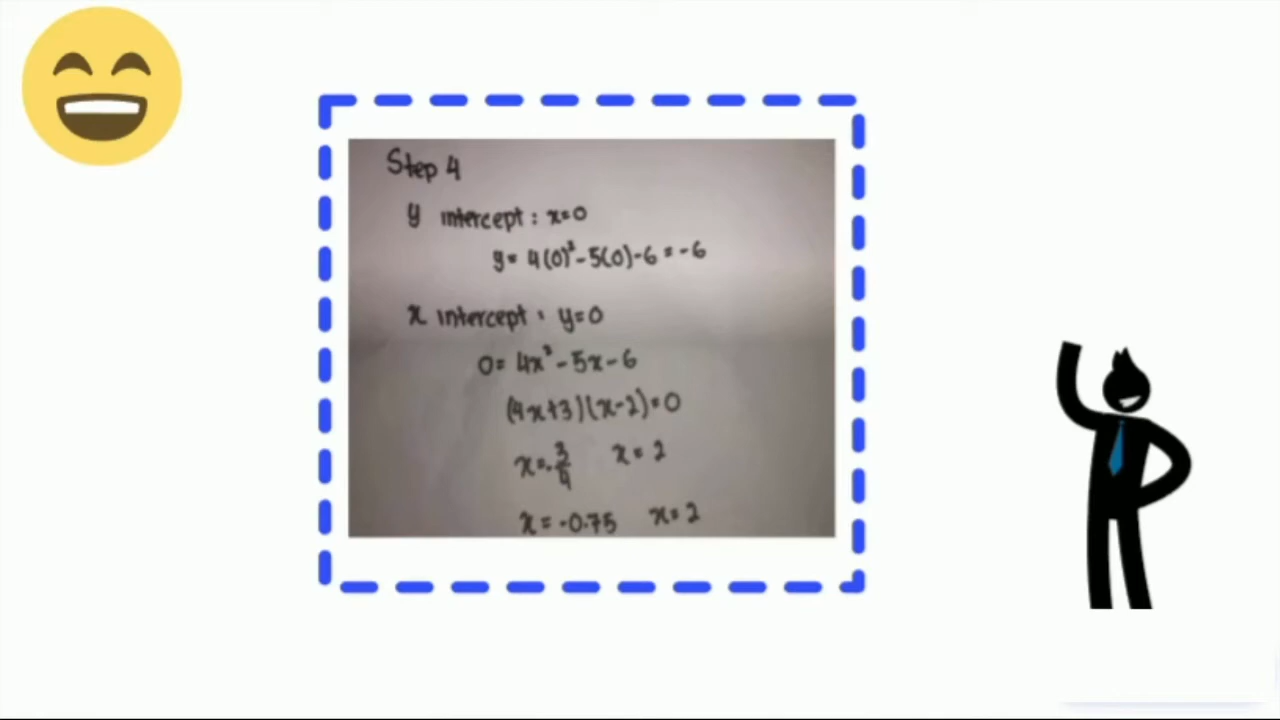 Step 4
y intercept : x=0
y= 4(0)²-5(0)-6 = -6
x intercept : y=0
0= 4x²-5x-6
(4x+3)(x-2)=0
x=-3/4 x= 2
x= -0.75 x= 2